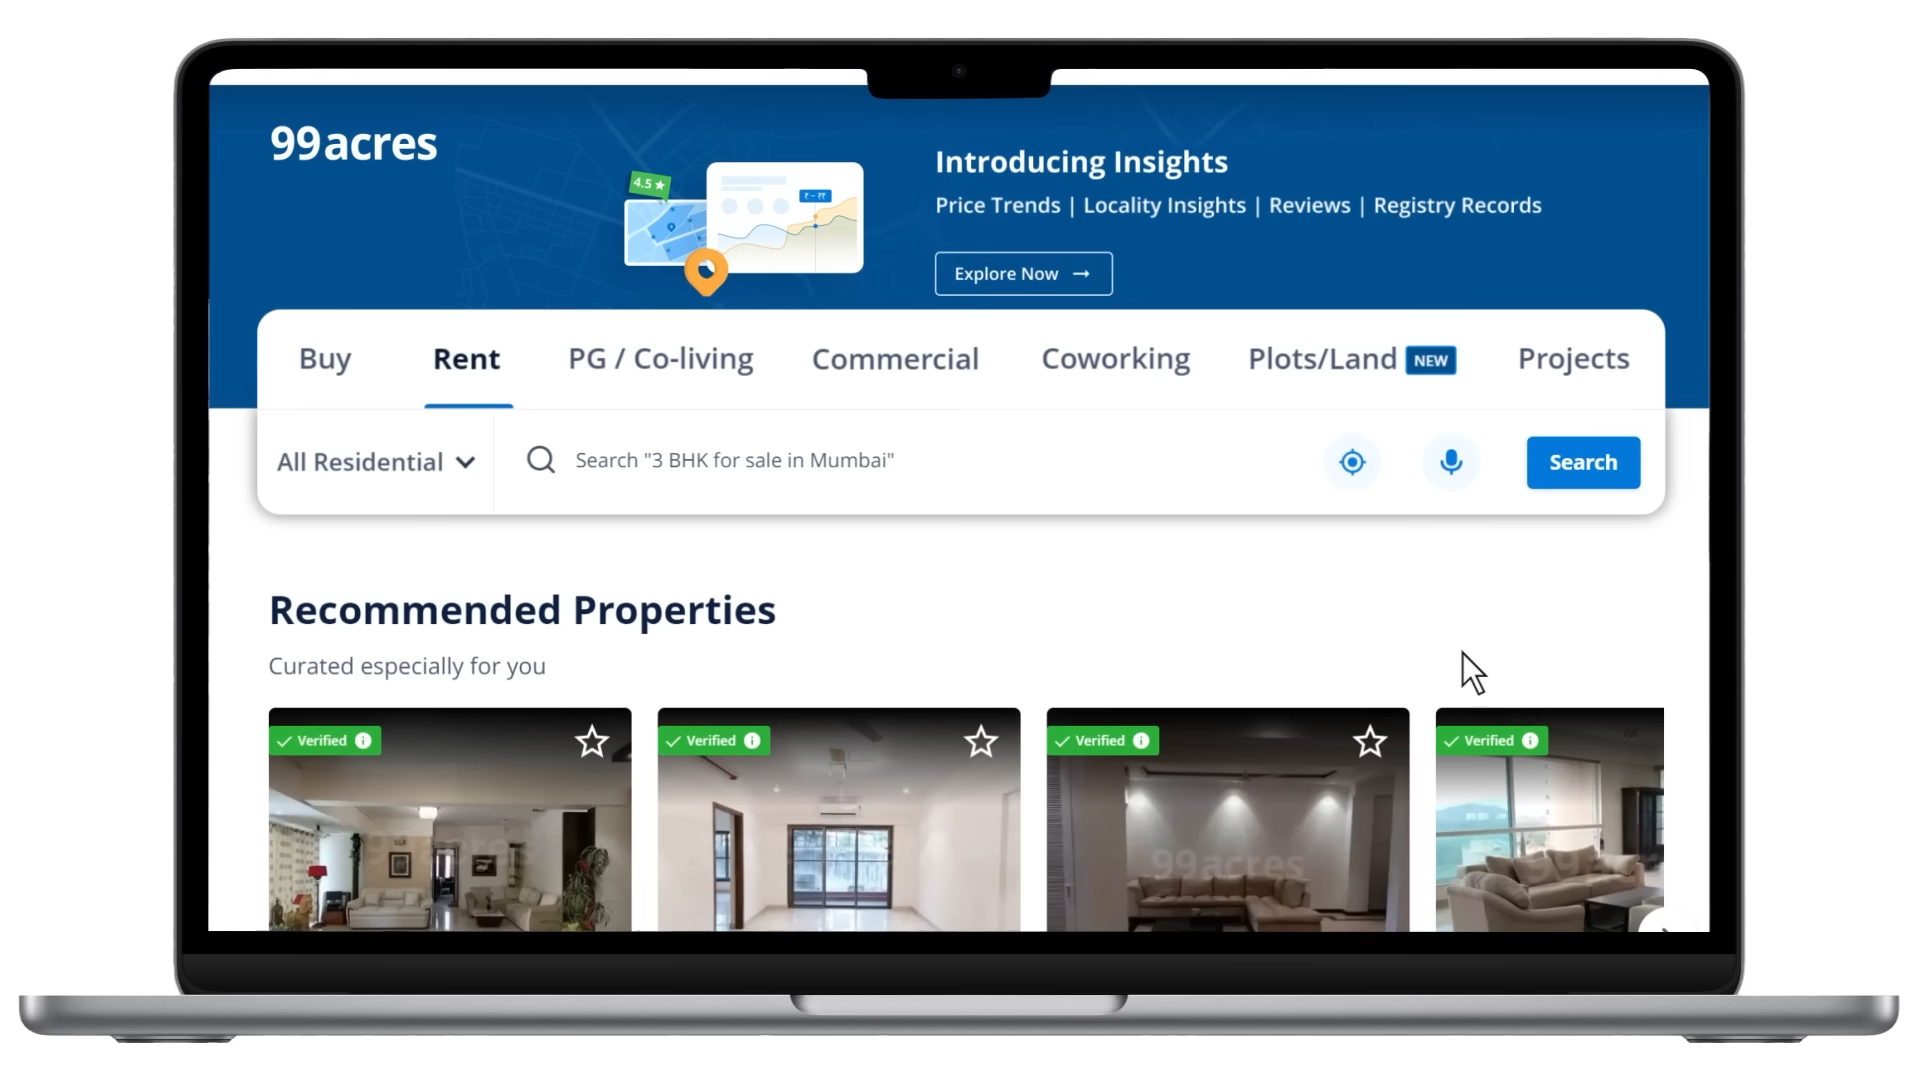 99acres
4.5 ★
₹ - ₹₹
Introducing Insights
Price Trends | Locality Insights | Reviews | Registry Records
Explore Now →
Buy
Rent
PG / Co-living
Commercial
Coworking
Plots/Land NEW
Projects
All Residential
Search "3 BHK for sale in Mumbai"
Search
Recommended Properties
Curated especially for you
Verified
Verified
Verified
Verified
99acres